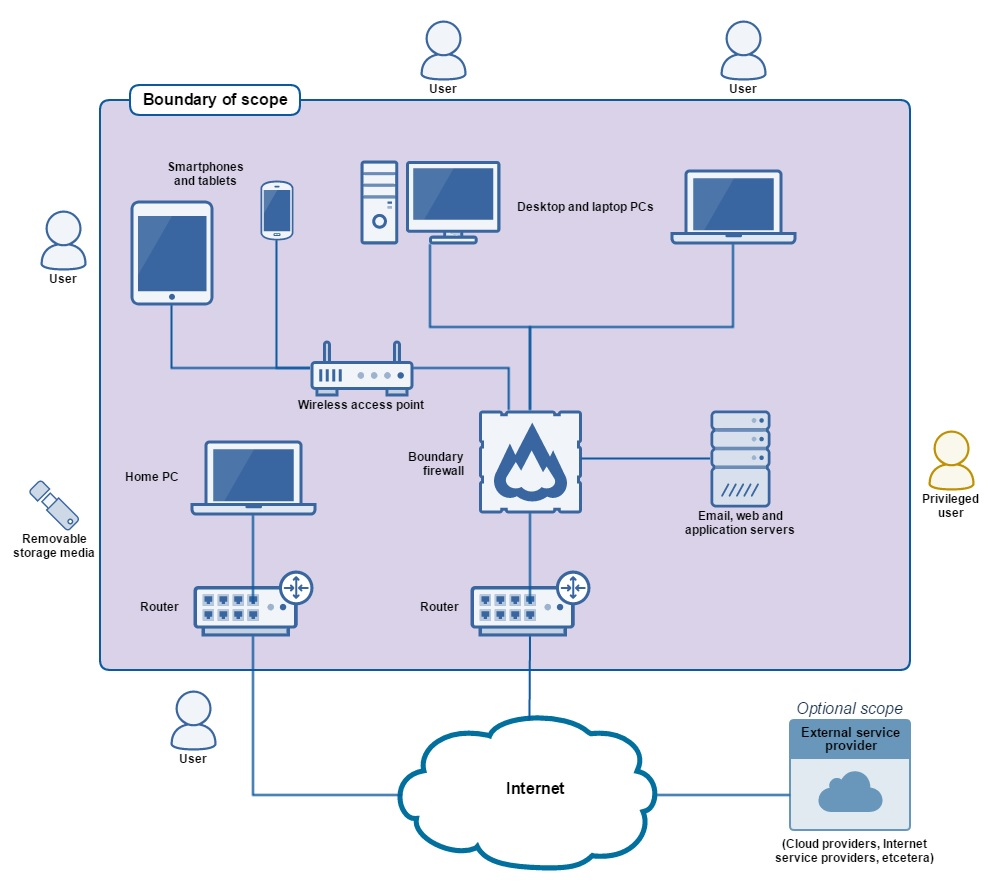 User
User
Boundary of scope
Smartphones
and tablets
Desktop and laptop PCs
User
Wireless access point
Home PC
Boundary
firewall
Removable
storage media
Email, web and
application servers
Privileged
user
Router
Router
User
Internet
Optional scope
External service
provider
(Cloud providers, Internet
service providers, etcetera)